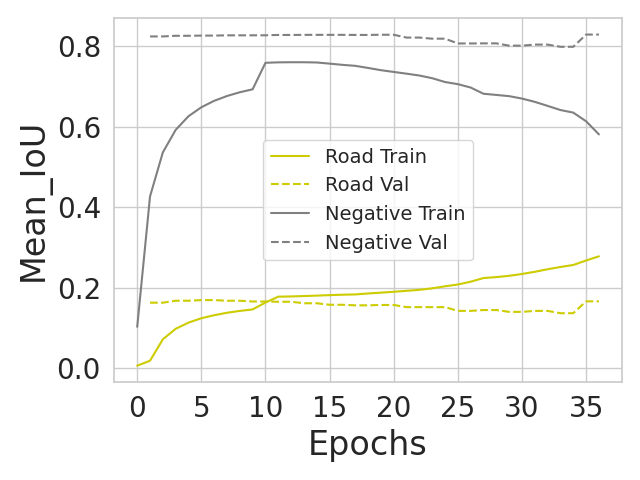 0.8
0.6
0.4
0.2
0.0
Mean_IoU
Road Train
Road Val
Negative Train
Negative Val
0 5 10 15 20 25 30 35
Epochs